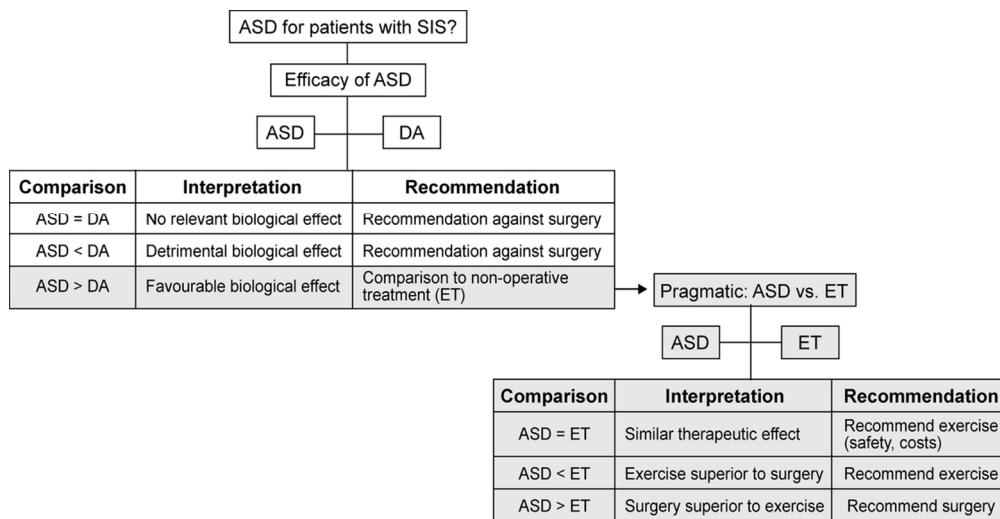 ASD for patients with SIS?
Efficacy of ASD
ASD DA
Comparison Interpretation Recommendation
ASD = DA No relevant biological effect Recommendation against surgery
ASD < DA Detrimental biological effect Recommendation against surgery
ASD > DA Favourable biological effect Comparison to non-operative
treatment (ET)
Pragmatic: ASD vs. ET
ASD ET
Comparison Interpretation Recommendation
ASD = ET Similar therapeutic effect Recommend exercise
(safety, costs)
ASD < ET Exercise superior to surgery Recommend exercise
ASD > ET Surgery superior to exercise Recommend surgery